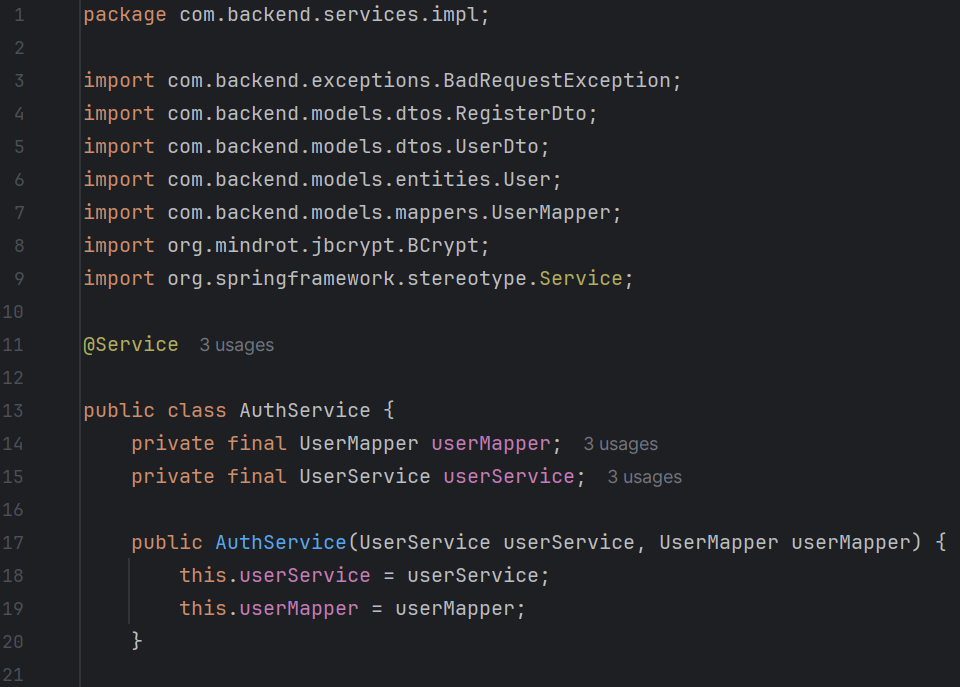 1 package com.backend.services.impl;
2
3 import com.backend.exceptions.BadRequestException;
4 import com.backend.models.dtos.RegisterDto;
5 import com.backend.models.dtos.UserDto;
6 import com.backend.models.entities.User;
7 import com.backend.models.mappers.UserMapper;
8 import org.mindrot.jbcrypt.BCrypt;
9 import org.springframework.stereotype.Service;
10
11 @Service 3 usages
12
13 public class AuthService {
14     private final UserMapper userMapper; 3 usages
15     private final UserService userService; 3 usages
16
17     public AuthService(UserService userService, UserMapper userMapper) {
18         this.userService = userService;
19         this.userMapper = userMapper;
20     }
21